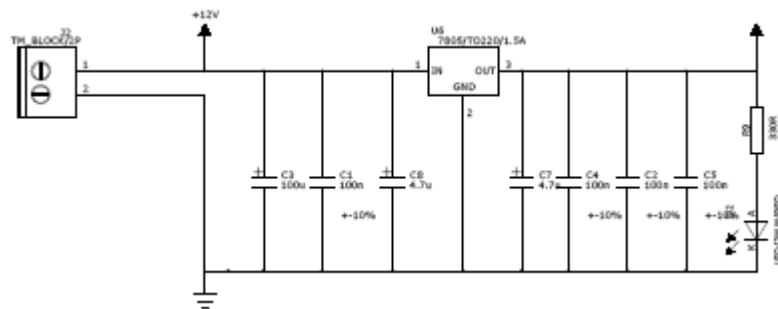 +12V
J2
TM_BLOCK/2P
1
2
U6
7805/TO220/1.5A
1
IN
OUT
3
GND
2
C3
100u
C1
100n
+-10%
C8
4.7u
C7
4.7u
C4
100n
+-10%
C2
100n
+-10%
C5
100n
+-10%
R9
330R
A
K